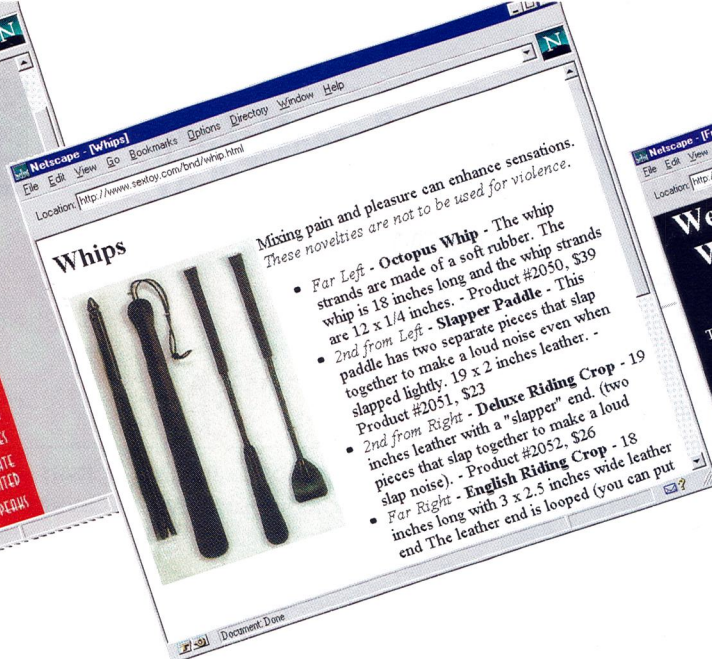 N
N
Netscape - [Whips]
File Edit View Go Bookmarks Options Directory Window Help
Location: http://www.sextoy.com/bnd/whip.html
Whips
Mixing pain and pleasure can enhance sensations.
These novelties are not to be used for violence.
• Far Left - Octopus Whip - The whip
strands are made of a soft rubber. The
whip is 18 inches long and the whip strands
are 12 x 1/4 inches. - Product #2050, $39
• 2nd from Left - Slapper Paddle - This
paddle has two separate pieces that slap
together to make a loud noise even when
slapped lightly. 19 x 2 inches leather. -
Product #2051, $23
• 2nd from Right - Deluxe Riding Crop - 19
inches leather with a "slapper" end. (two
pieces that slap together to make a loud
slap noise). - Product #2052, $26
• Far Right - English Riding Crop - 18
inches long with 3 x 2.5 inches wide leather
end The leather end is looped (you can put
Document: Done
Netscape - [F
File Edit View
Location: http:/
We
PEAKS